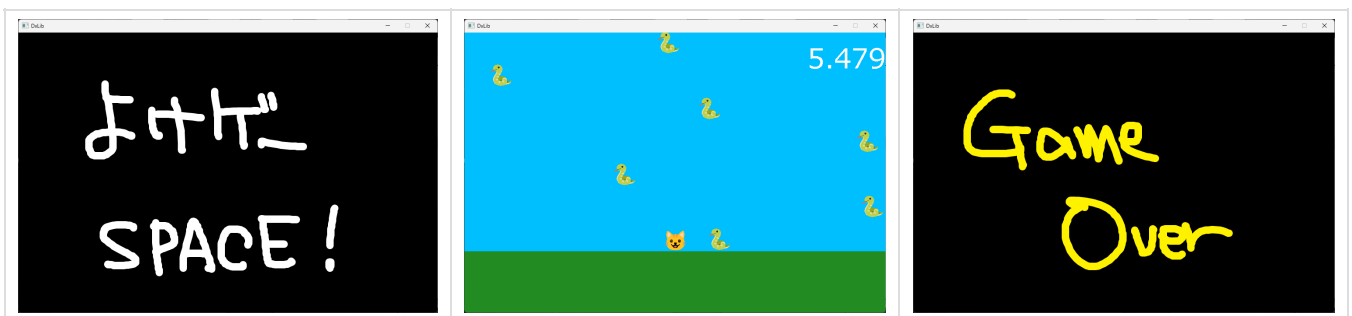 DxLib
よけゲー
SPACE!
DxLib
5.479
DxLib
Game
Over